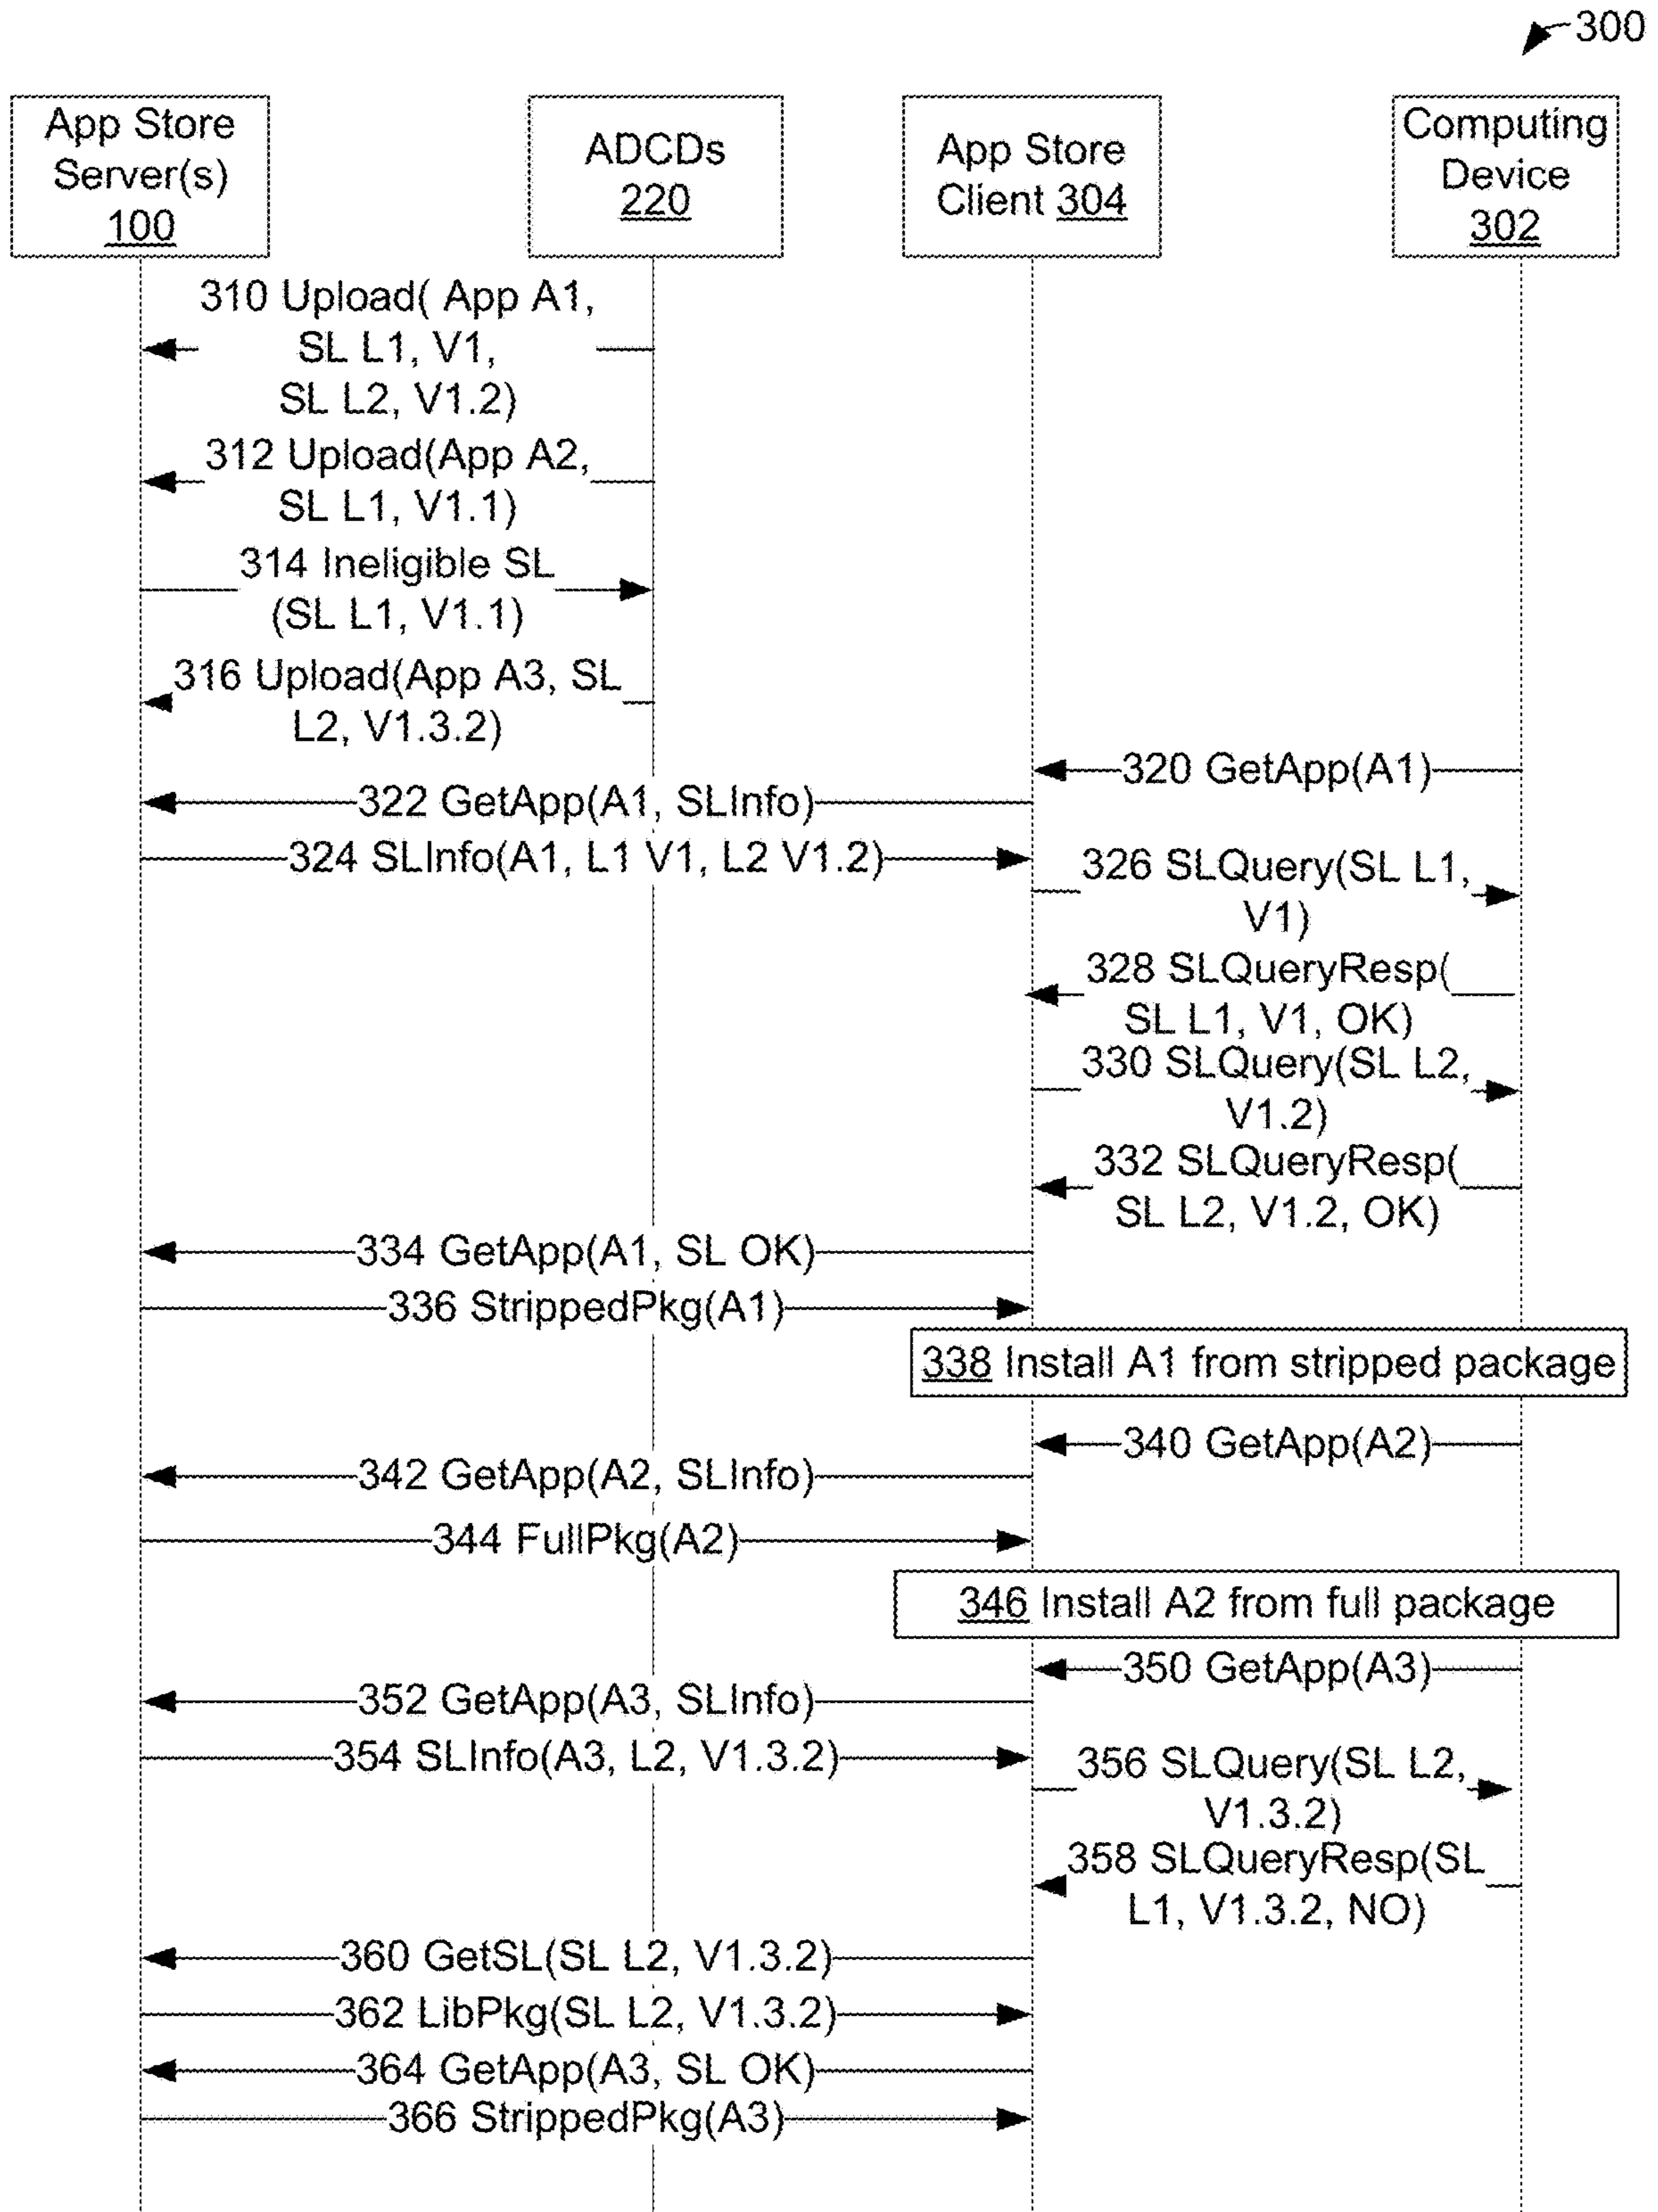 300
App Store
Server(s)
100
ADCDs
220
App Store
Client 304
Computing
Device
302
310 Upload( App A1,
SL L1, V1,
SL L2, V1.2)
312 Upload(App A2,
SL L1, V1.1)
314 Ineligible SL
(SL L1, V1.1)
316 Upload(App A3, SL
L2, V1.3.2)
320 GetApp(A1)
322 GetApp(A1, SLInfo)
324 SLInfo(A1, L1 V1, L2 V1.2)
326 SLQuery(SL L1,
V1)
328 SLQueryResp(
SL L1, V1, OK)
330 SLQuery(SL L2,
V1.2)
332 SLQueryResp(
SL L2, V1.2, OK)
334 GetApp(A1, SL OK)
336 StrippedPkg(A1)
338 Install A1 from stripped package
340 GetApp(A2)
342 GetApp(A2, SLInfo)
344 FullPkg(A2)
346 Install A2 from full package
350 GetApp(A3)
352 GetApp(A3, SLInfo)
354 SLInfo(A3, L2, V1.3.2)
356 SLQuery(SL L2,
V1.3.2)
358 SLQueryResp(SL
L1, V1.3.2, NO)
360 GetSL(SL L2, V1.3.2)
362 LibPkg(SL L2, V1.3.2)
364 GetApp(A3, SL OK)
366 StrippedPkg(A3)